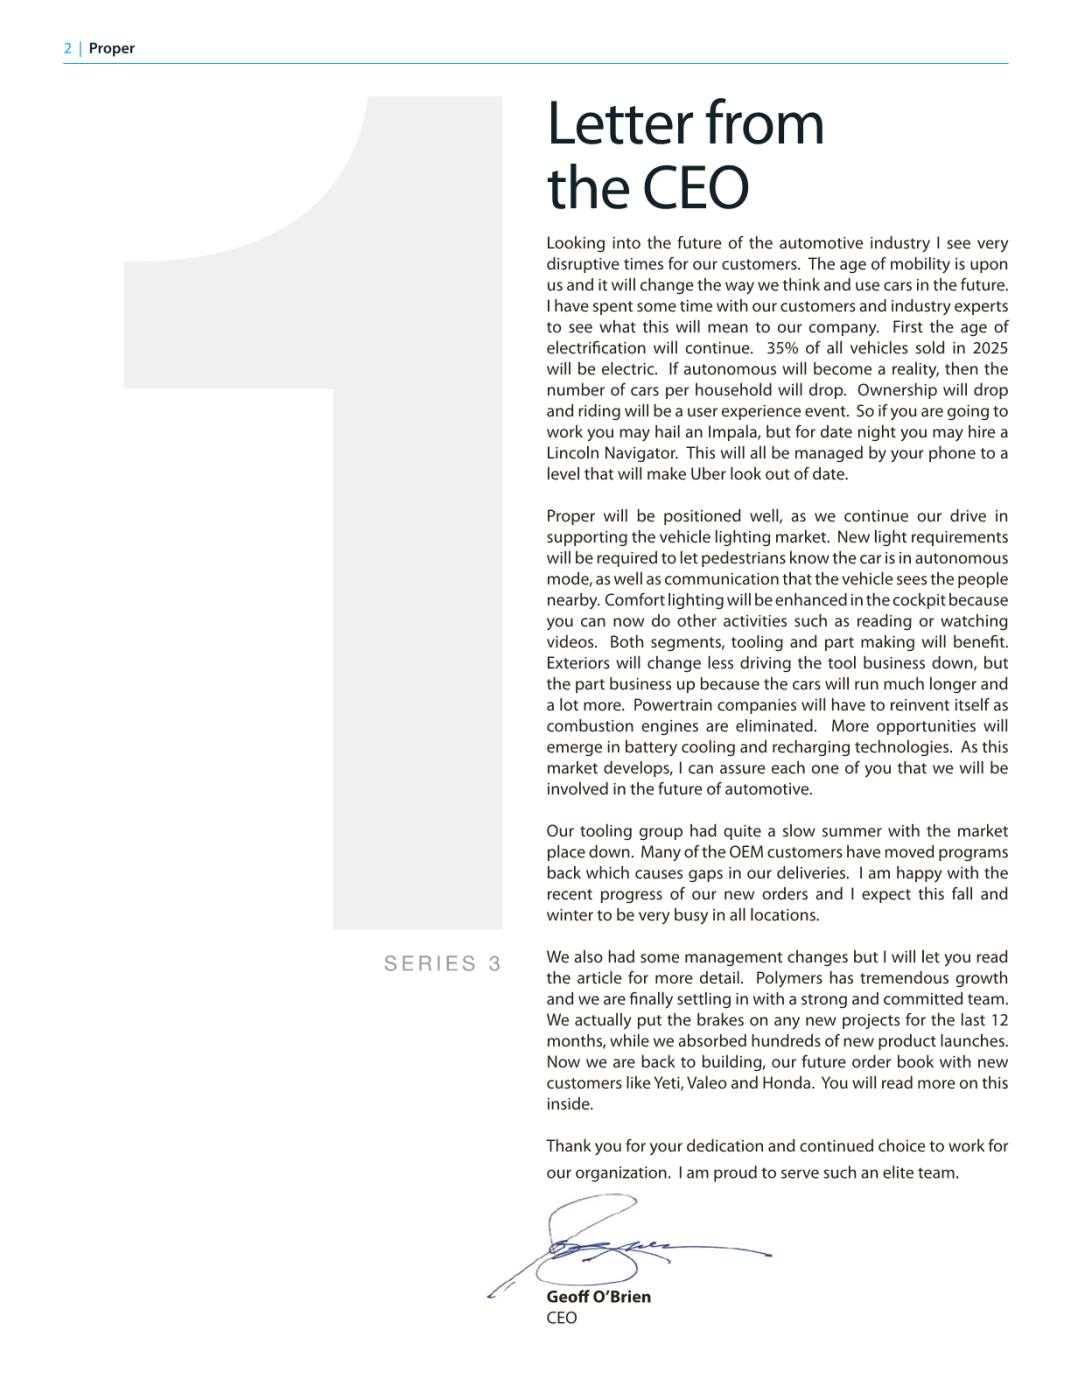 2 | Proper
Letter from
the CEO
Looking into the future of the automotive industry I see very
disruptive times for our customers. The age of mobility is upon
us and it will change the way we think and use cars in the future.
I have spent some time with our customers and industry experts
to see what this will mean to our company. First the age of
electrification will continue. 35% of all vehicles sold in 2025
will be electric. If autonomous will become a reality, then the
number of cars per household will drop. Ownership will drop
and riding will be a user experience event. So if you are going to
work you may hail an Impala, but for date night you may hire a
Lincoln Navigator. This will all be managed by your phone to a
level that will make Uber look out of date.
Proper will be positioned well, as we continue our drive in
supporting the vehicle lighting market. New light requirements
will be required to let pedestrians know the car is in autonomous
mode, as well as communication that the vehicle sees the people
nearby. Comfort lighting will be enhanced in the cockpit because
you can now do other activities such as reading or watching
videos. Both segments, tooling and part making will benefit.
Exteriors will change less driving the tool business down, but
the part business up because the cars will run much longer and
a lot more. Powertrain companies will have to reinvent itself as
combustion engines are eliminated. More opportunities will
emerge in battery cooling and recharging technologies. As this
market develops, I can assure each one of you that we will be
involved in the future of automotive.
Our tooling group had quite a slow summer with the market
place down. Many of the OEM customers have moved programs
back which causes gaps in our deliveries. I am happy with the
recent progress of our new orders and I expect this fall and
winter to be very busy in all locations.
We also had some management changes but I will let you read
the article for more detail. Polymers has tremendous growth
and we are finally settling in with a strong and committed team.
We actually put the brakes on any new projects for the last 12
months, while we absorbed hundreds of new product launches.
Now we are back to building, our future order book with new
customers like Yeti, Valeo and Honda. You will read more on this
inside.
Thank you for your dedication and continued choice to work for
our organization. I am proud to serve such an elite team.
Geoff O’Brien
CEO
1
SERIES 3